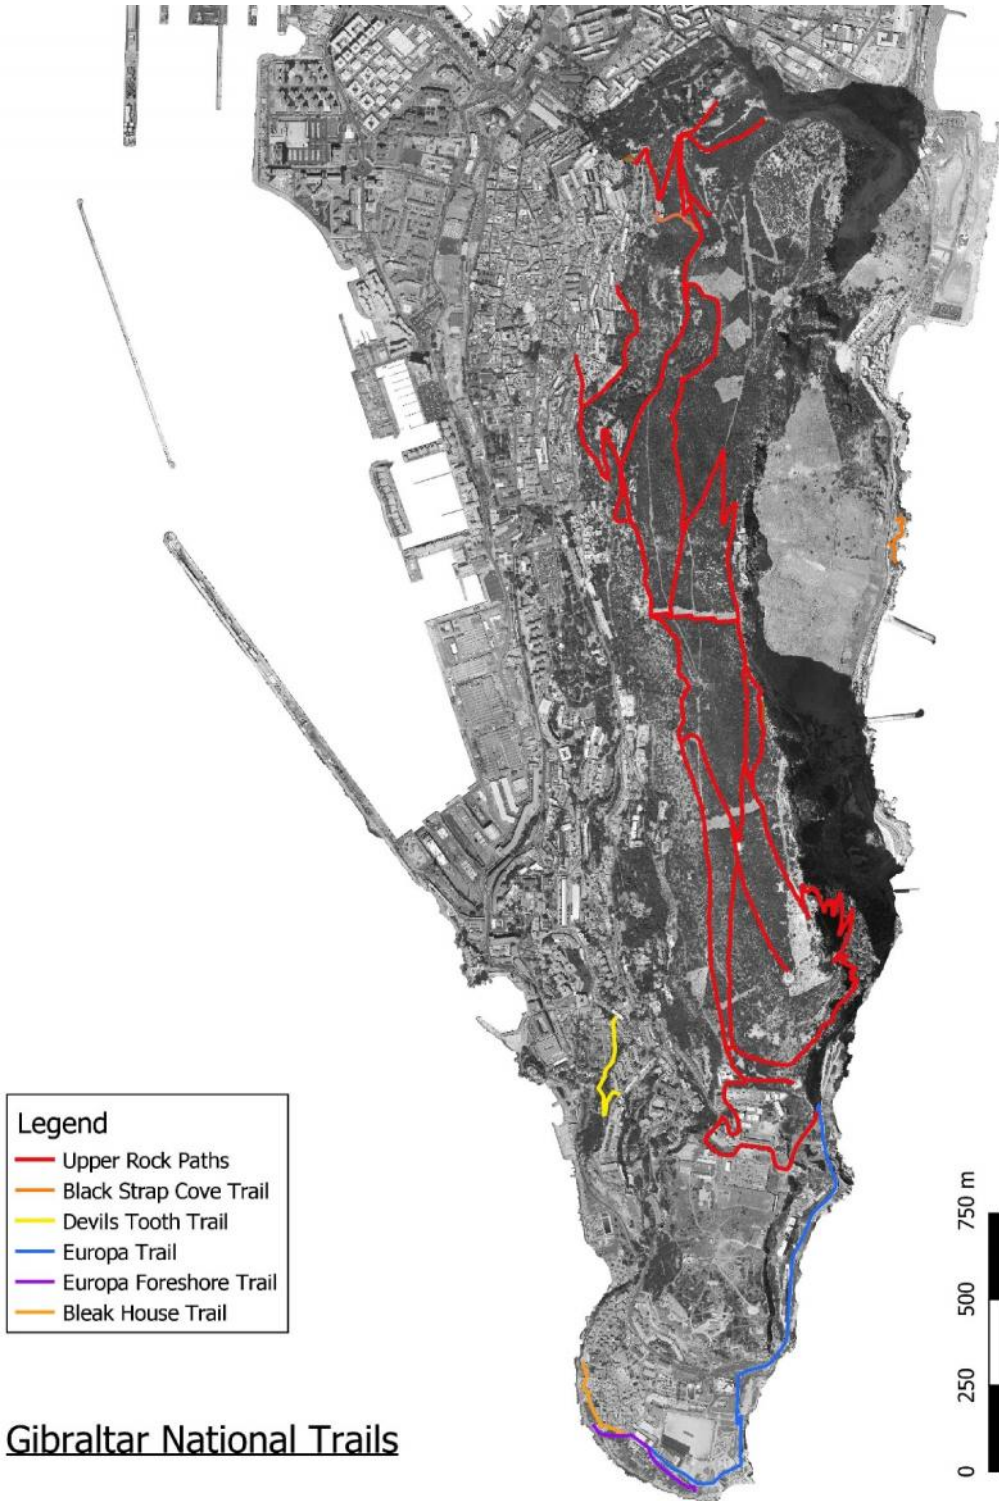 Legend
Upper Rock Paths
Black Strap Cove Trail
Devils Tooth Trail
Europa Trail
Europa Foreshore Trail
Bleak House Trail
Gibraltar National Trails
750 m
500
250
0